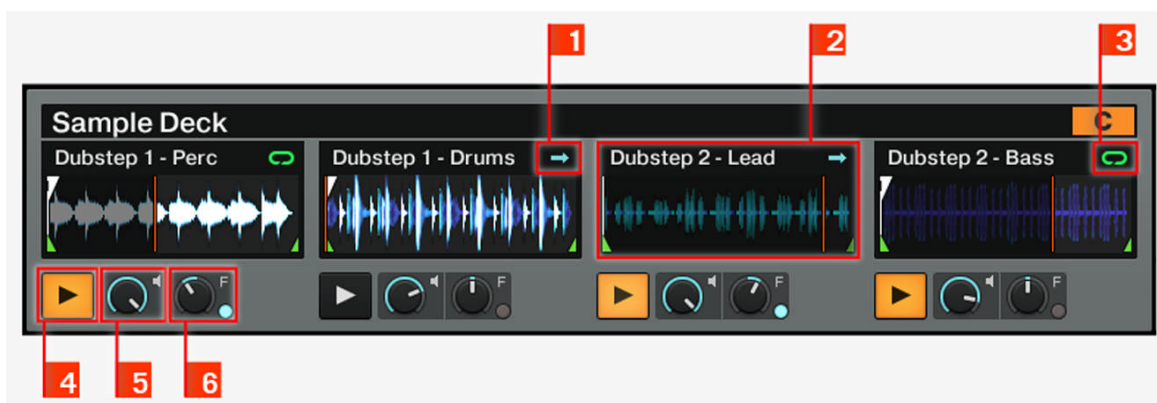 1 2 3
Sample Deck C
Dubstep 1 - Perc Dubstep 1 - Drums Dubstep 2 - Lead Dubstep 2 - Bass
F F F F
4 5 6